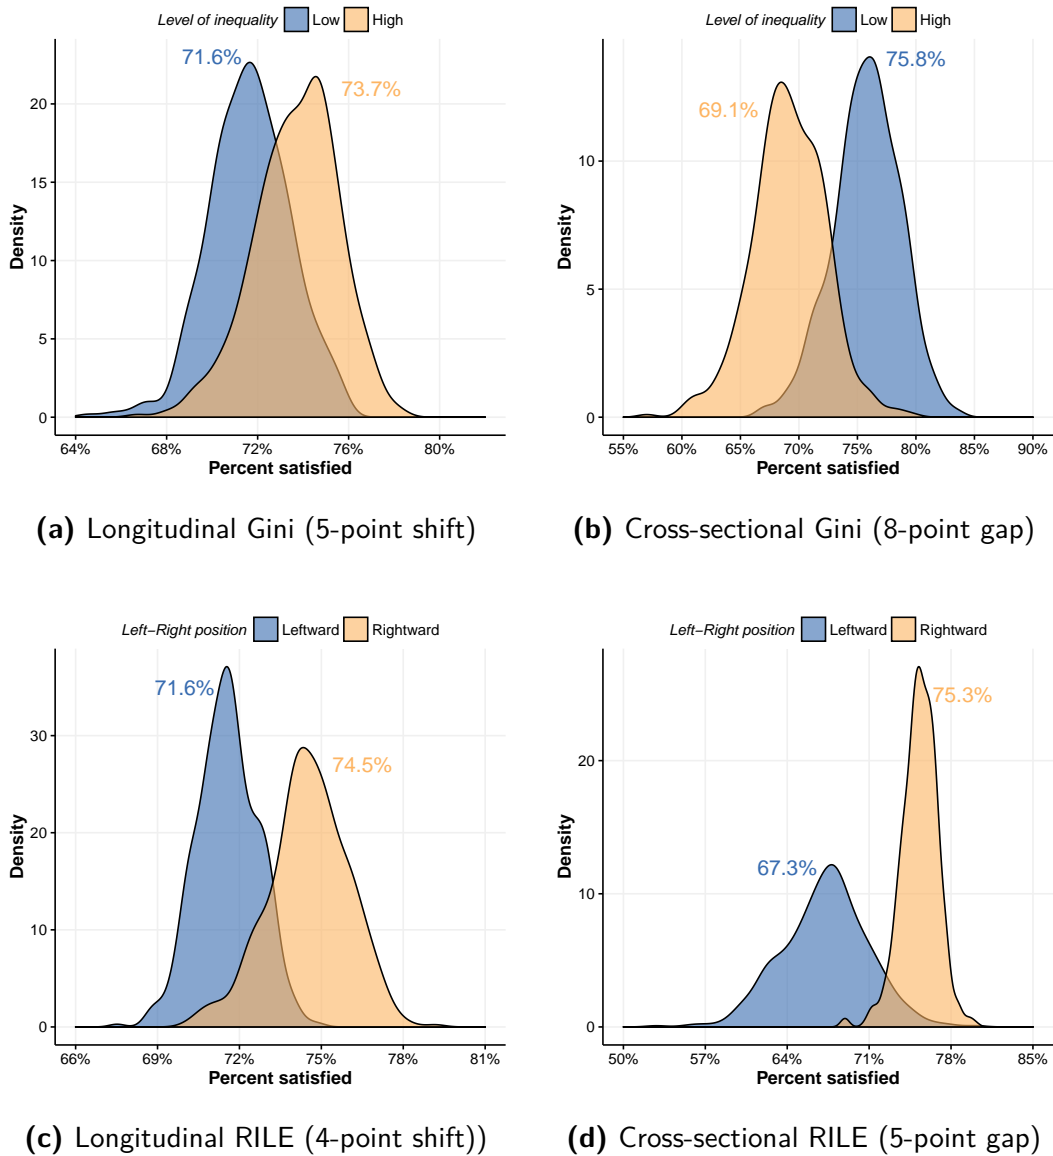 Level of inequality Low High
71.6%
73.7%
20
15
10
5
0
Density
64% 68% 72% 76% 80%
Percent satisfied
(a) Longitudinal Gini (5-point shift)
Level of inequality Low High
75.8%
69.1%
10
5
0
Density
55% 60% 65% 70% 75% 80% 85% 90%
Percent satisfied
(b) Cross-sectional Gini (8-point gap)
Left−Right position Leftward Rightward
71.6%
74.5%
30
20
10
0
Density
66% 69% 72% 75% 78% 81%
Percent satisfied
(c) Longitudinal RILE (4-point shift))
Left−Right position Leftward Rightward
75.3%
67.3%
20
10
0
Density
50% 57% 64% 71% 78% 85%
Percent satisfied
(d) Cross-sectional RILE (5-point gap)